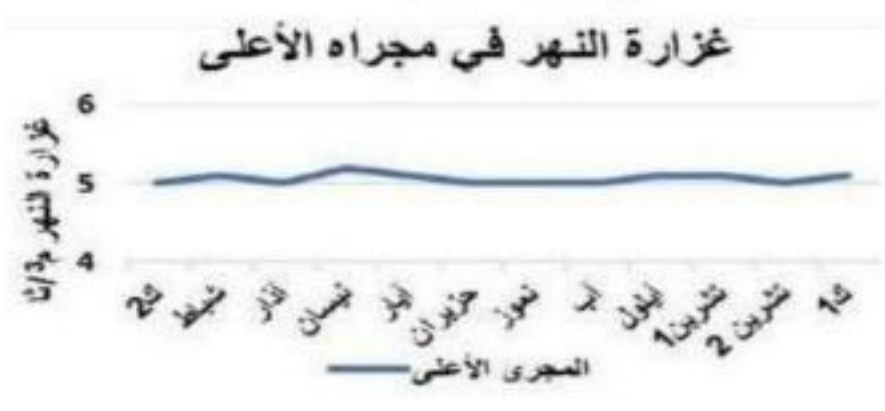 غزارة النهر في مجراه الأعلى
غزارة النهر م3/ثا
6
5
4
ك2 شباط آذار نيسان أيار حزيران تموز آب أيلول تشرين1 تشرين 2 ك1
المجرى الأعلى